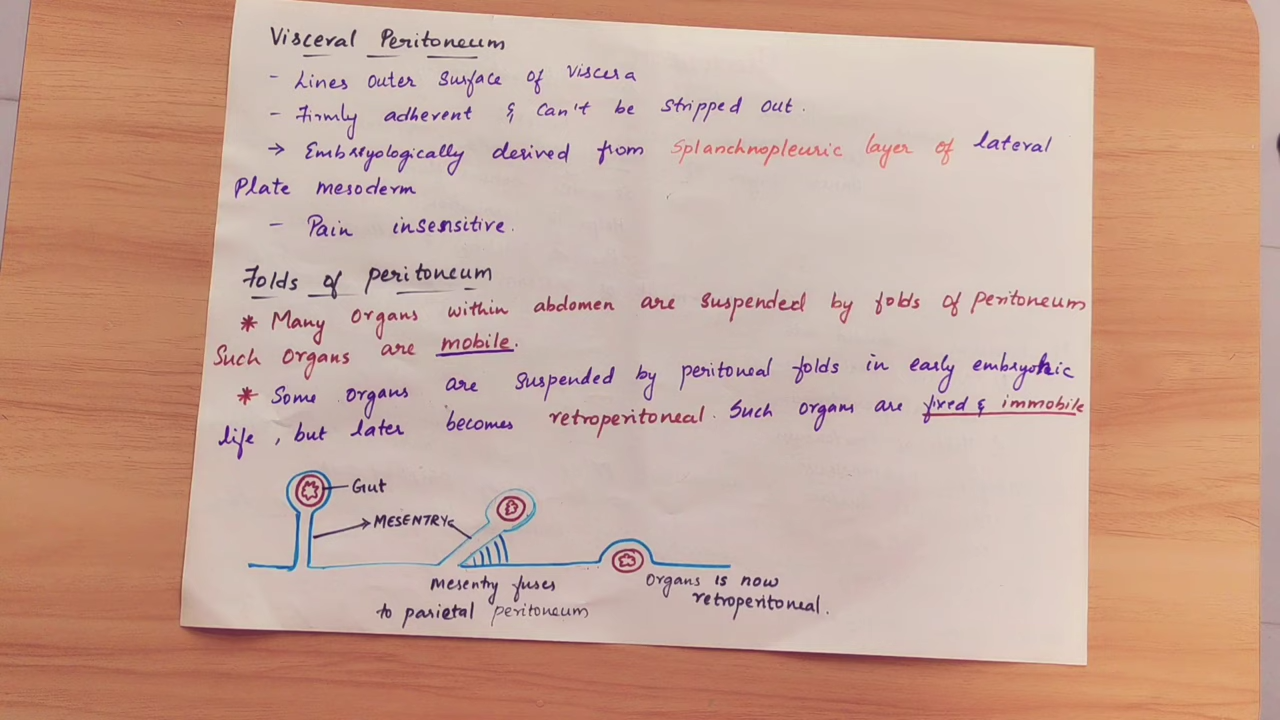 Visceral Peritoneum
- Lines outer surface of viscera
- Firmly adherent & can't be stripped out.
→ Embryologically derived from Splanchnopleuric layer of lateral
Plate mesoderm
- Pain insensitive.
Folds of peritoneum
* Many organs within abdomen are suspended by folds of Peritoneum
Such organs are mobile.
* Some organs are suspended by peritoneal folds in early embryonic
life, but later becomes retroperitoneal. Such organs are fixed & immobile
Gut
MESENTRY
Mesentry fuses
to parietal peritoneum
Organs is now
retroperitoneal.